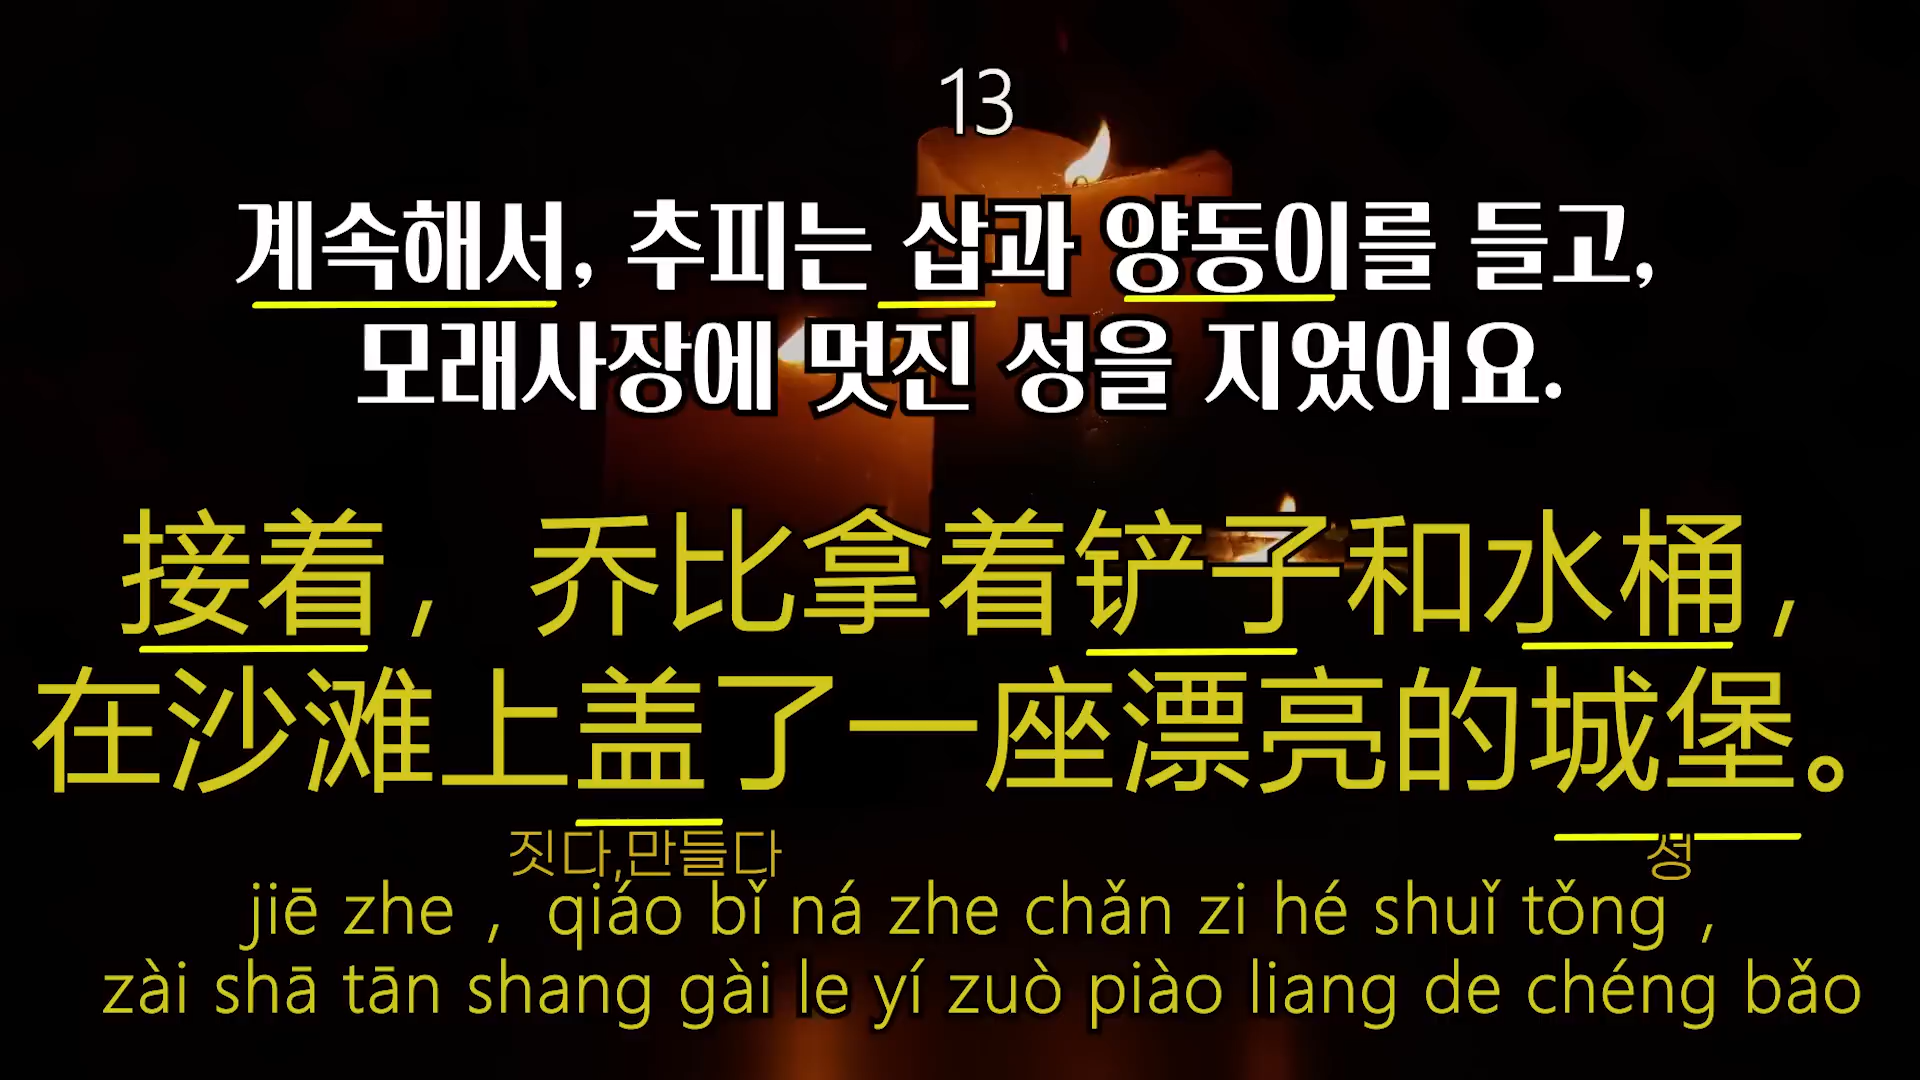 13
계속해서, 추피는 삽과 양동이를 들고,
모래사장에 멋진 성을 지었어요.
接着，乔比拿着铲子和水桶，
在沙滩上盖了一座漂亮的城堡。
짓다,만들다 성
jiē zhe， qiáo bǐ ná zhe chǎn zi hé shuǐ tǒng，
zài shā tān shang gài le yí zuò piào liang de chéng bǎo